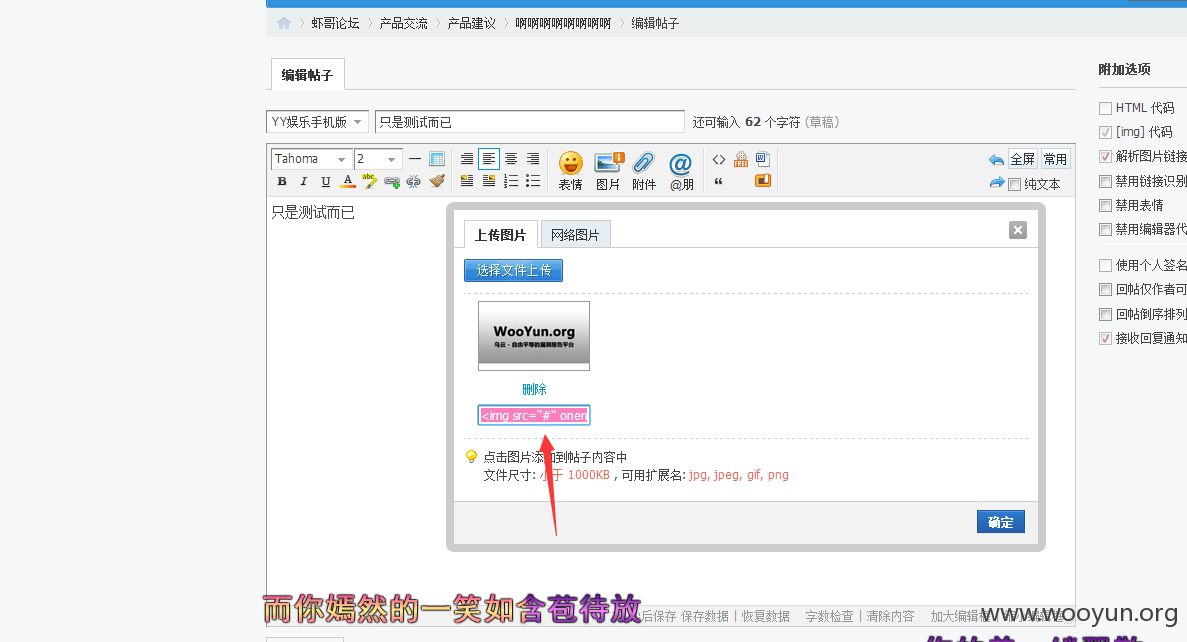 虾哥论坛 › 产品交流 › 产品建议 › 啊啊啊啊啊啊啊啊 › 编辑帖子
编辑帖子
YY娱乐手机版 只是测试而已 还可输入 62 个字符 (草稿)
Tahoma 2
B I U A abc
表情 图片 附件 @朋友
全屏 常用
纯文本
只是测试而已
上传图片 网络图片
选择文件上传
WooYun.org
乌云 - 自由平等的漏洞报告平台
删除
<img src="#" oner
点击图片添加到帖子内容中
文件尺寸: 小于 1000KB , 可用扩展名: jpg, jpeg, gif, png
确定
后保存 保存数据 | 恢复数据 字数检查 | 清除内容 加大编辑框
而你嫣然的一笑如含苞待放
www.wooyun.org
附加选项
HTML 代码
[img] 代码
解析图片链接
禁用链接识别
禁用表情
禁用编辑器代
使用个人签名
回帖仅作者可
回帖倒序排列
接收回复通知